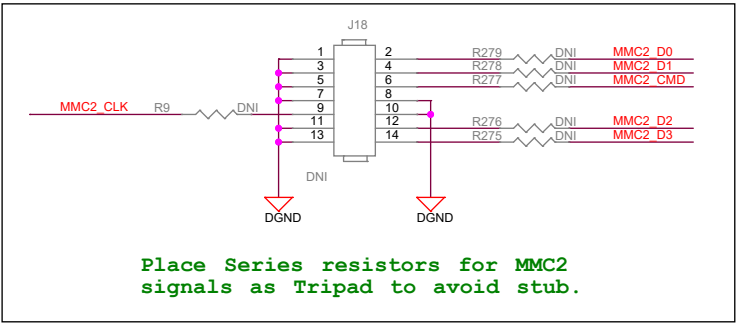 J18
1 2 R279 DNI MMC2_D0
3 4 R278 DNI MMC2_D1
5 6 R277 DNI MMC2_CMD
7 8
MMC2_CLK R9 DNI 9 10
11 12 R276 DNI MMC2_D2
13 14 R275 DNI MMC2_D3
DNI
DGND DGND
Place Series resistors for MMC2
signals as Tripad to avoid stub.